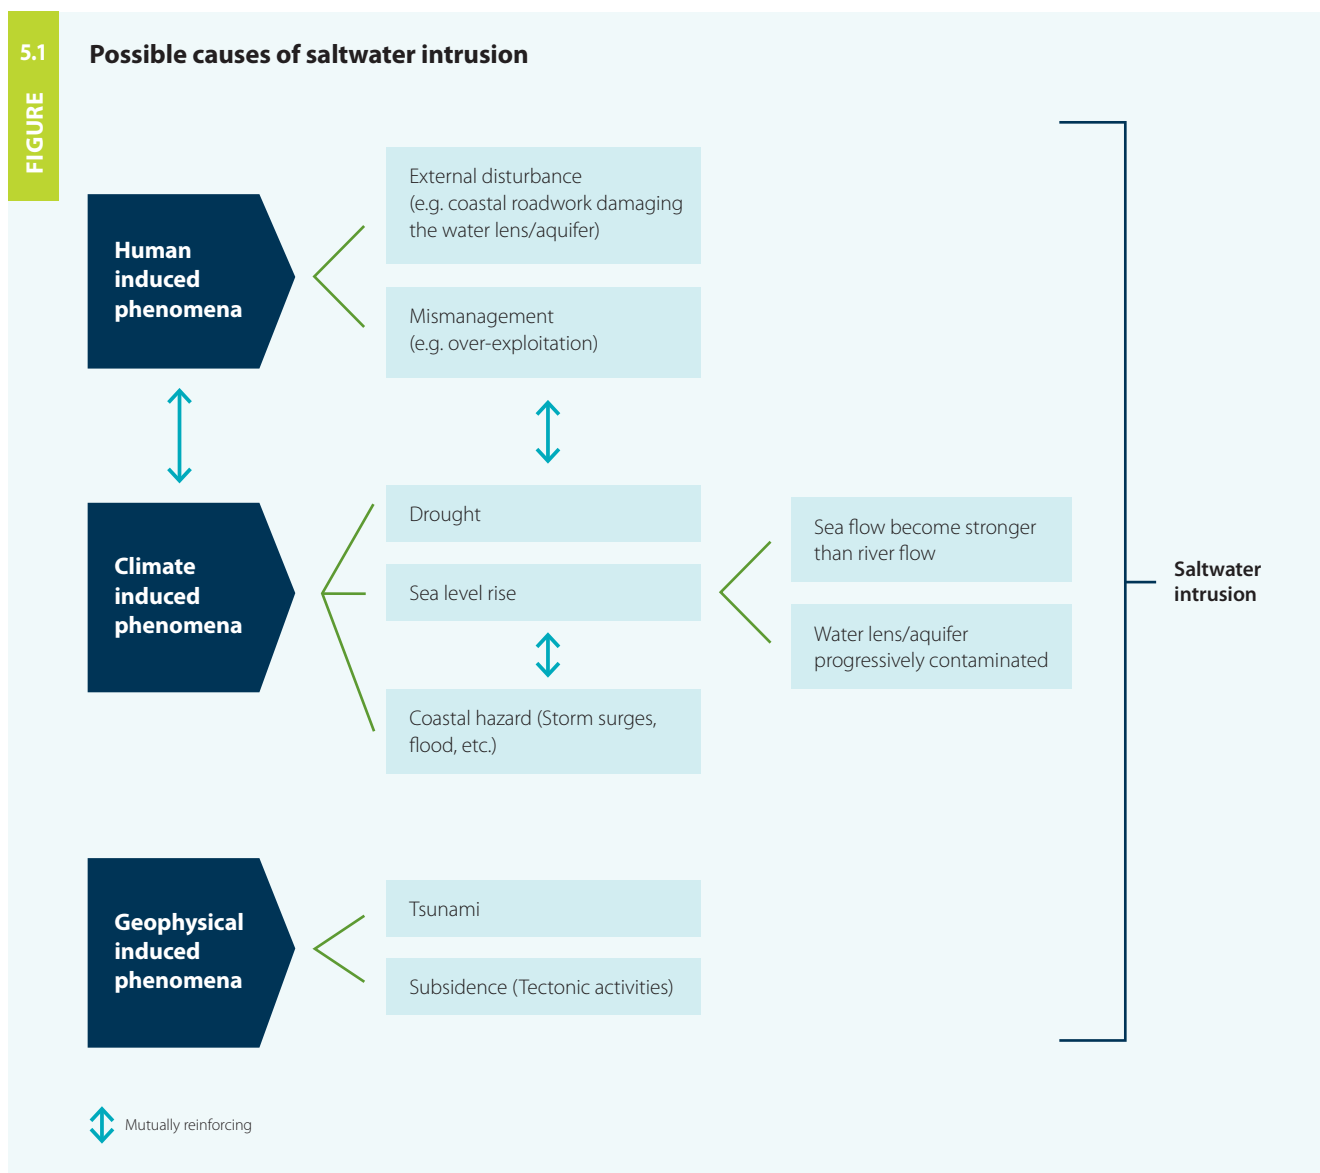 5.1
FIGURE
Possible causes of saltwater intrusion
Human
induced
phenomena
External disturbance
(e.g. coastal roadwork damaging
the water lens/aquifer)
Mismanagement
(e.g. over-exploitation)
Climate
induced
phenomena
Drought
Sea level rise
Coastal hazard (Storm surges,
flood, etc.)
Sea flow become stronger
than river flow
Water lens/aquifer
progressively contaminated
Saltwater
intrusion
Geophysical
induced
phenomena
Tsunami
Subsidence (Tectonic activities)
Mutually reinforcing